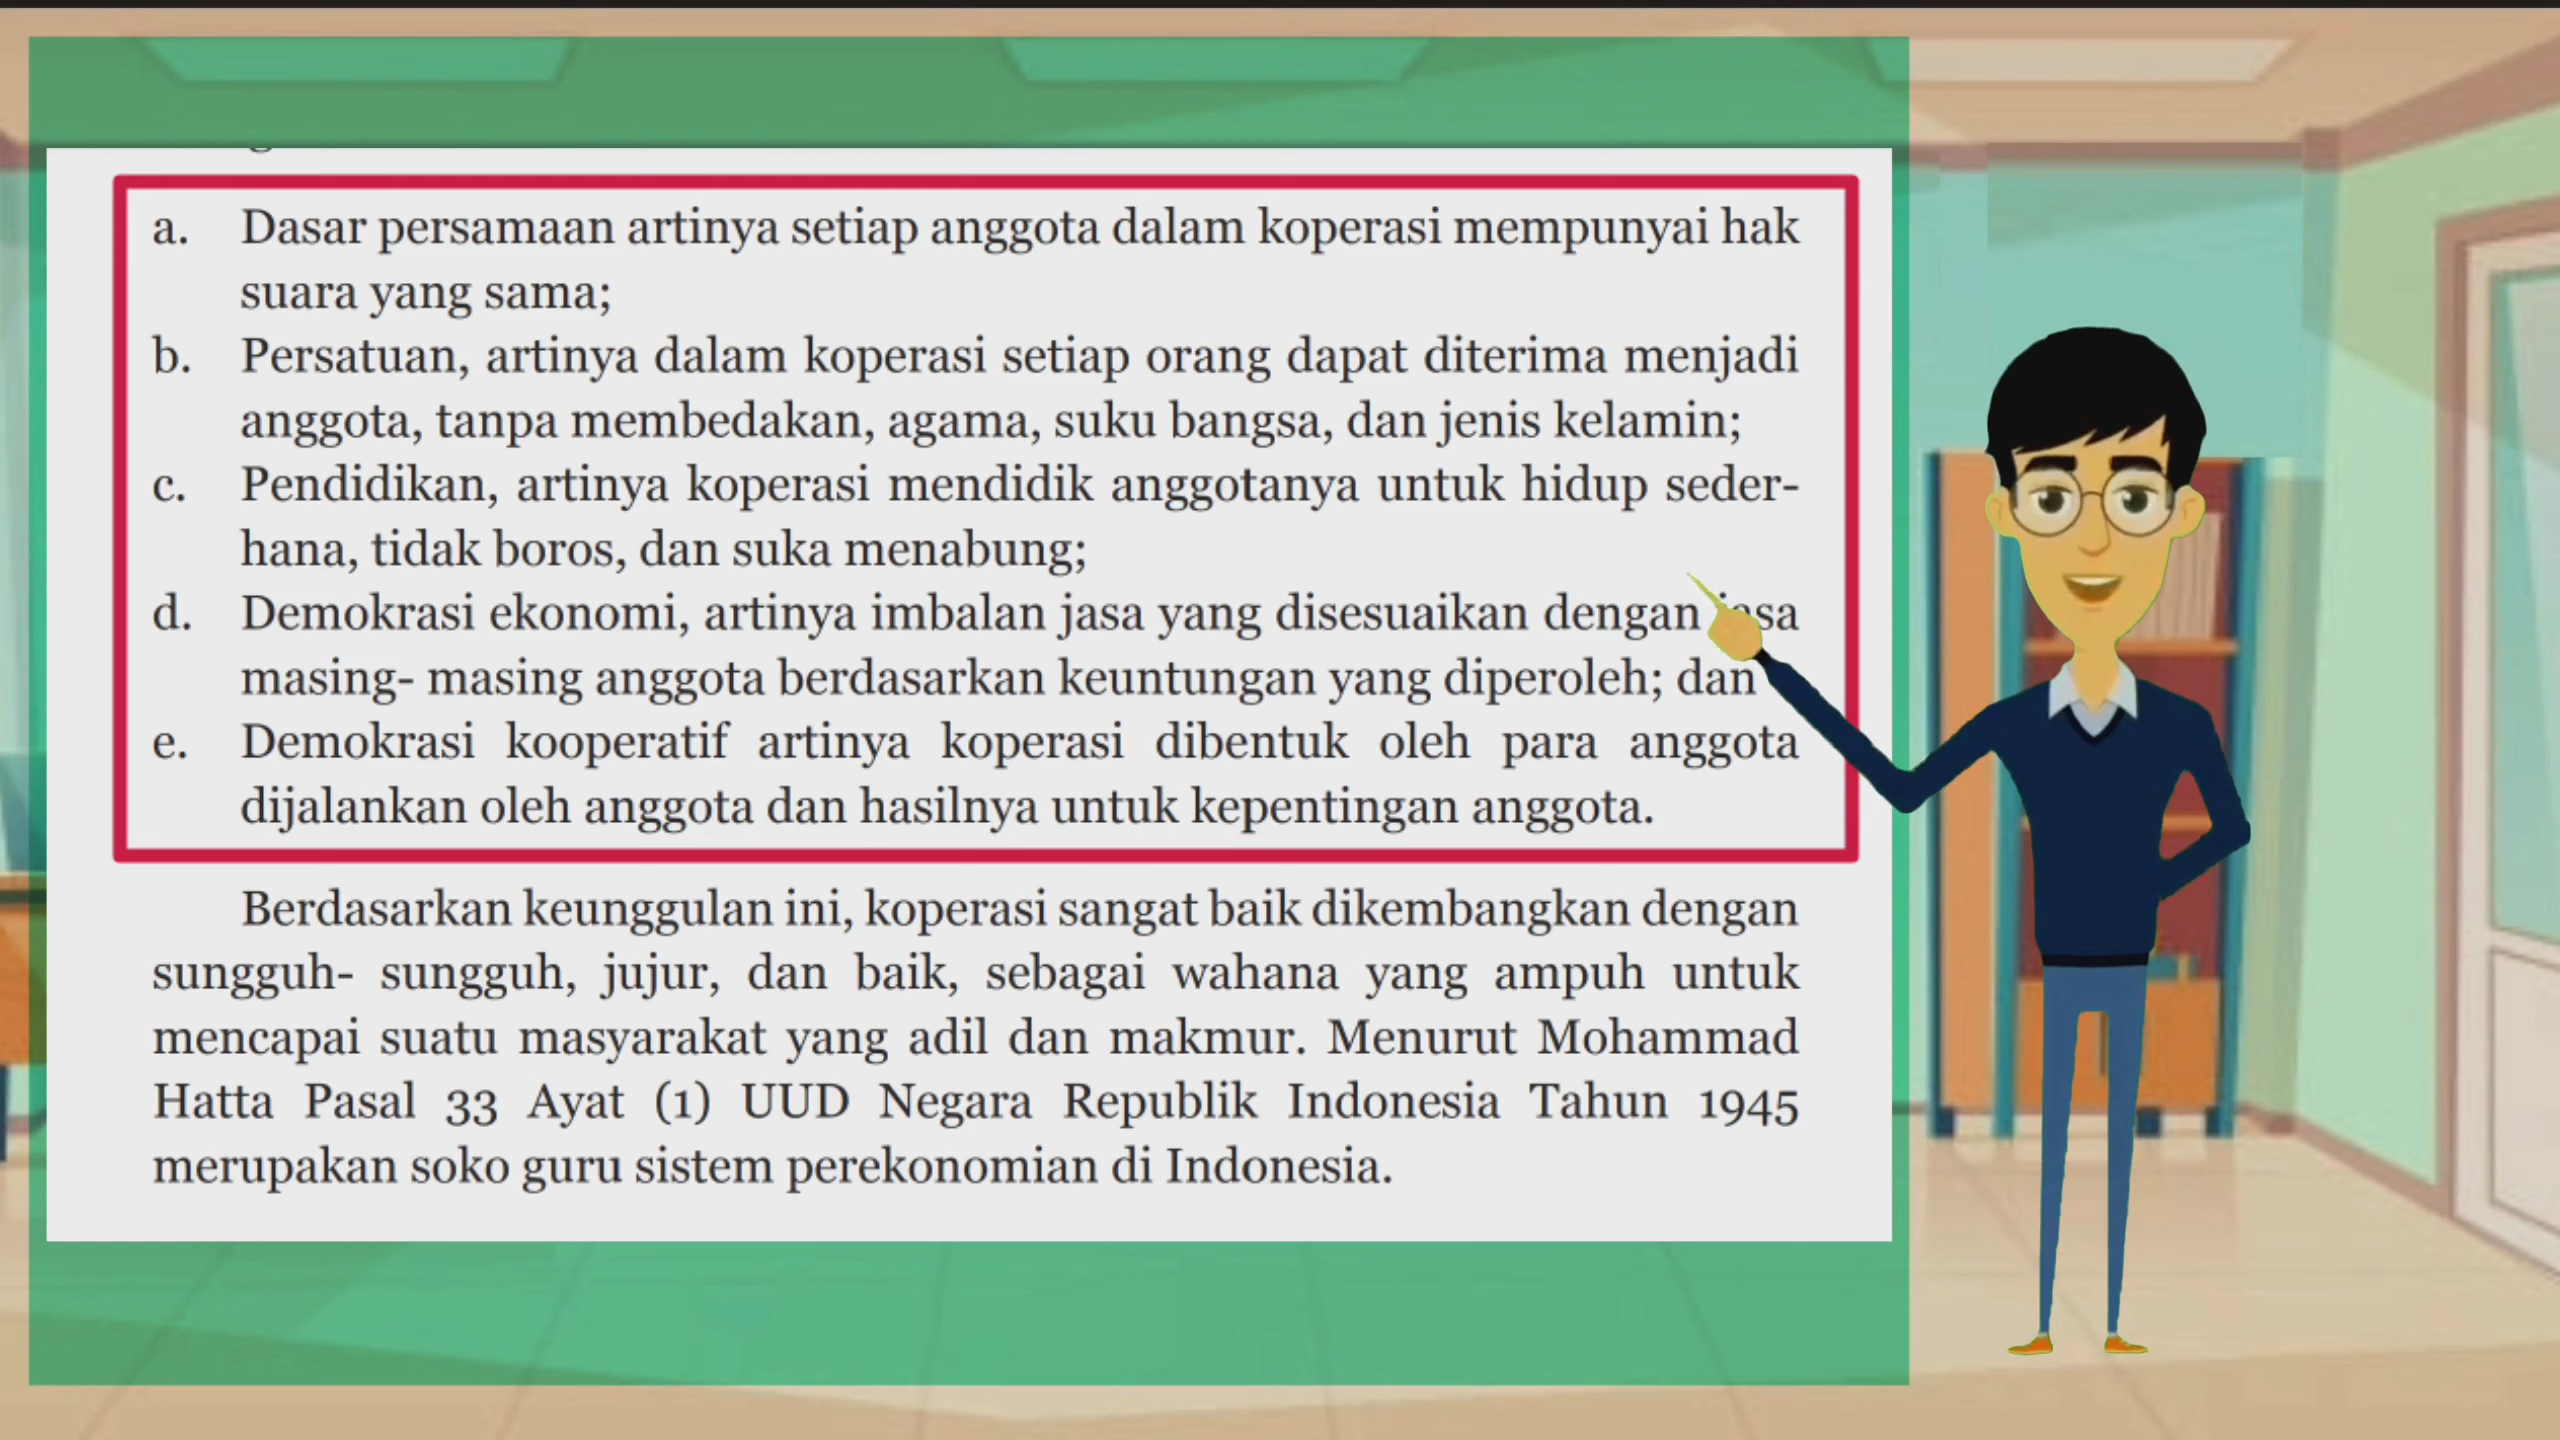 a. Dasar persamaan artinya setiap anggota dalam koperasi mempunyai hak
suara yang sama;
b. Persatuan, artinya dalam koperasi setiap orang dapat diterima menjadi
anggota, tanpa membedakan, agama, suku bangsa, dan jenis kelamin;
c. Pendidikan, artinya koperasi mendidik anggotanya untuk hidup seder-
hana, tidak boros, dan suka menabung;
d. Demokrasi ekonomi, artinya imbalan jasa yang disesuaikan dengan jasa
masing- masing anggota berdasarkan keuntungan yang diperoleh; dan
e. Demokrasi kooperatif artinya koperasi dibentuk oleh para anggota
dijalankan oleh anggota dan hasilnya untuk kepentingan anggota.
Berdasarkan keunggulan ini, koperasi sangat baik dikembangkan dengan
sungguh- sungguh, jujur, dan baik, sebagai wahana yang ampuh untuk
mencapai suatu masyarakat yang adil dan makmur. Menurut Mohammad
Hatta Pasal 33 Ayat (1) UUD Negara Republik Indonesia Tahun 1945
merupakan soko guru sistem perekonomian di Indonesia.